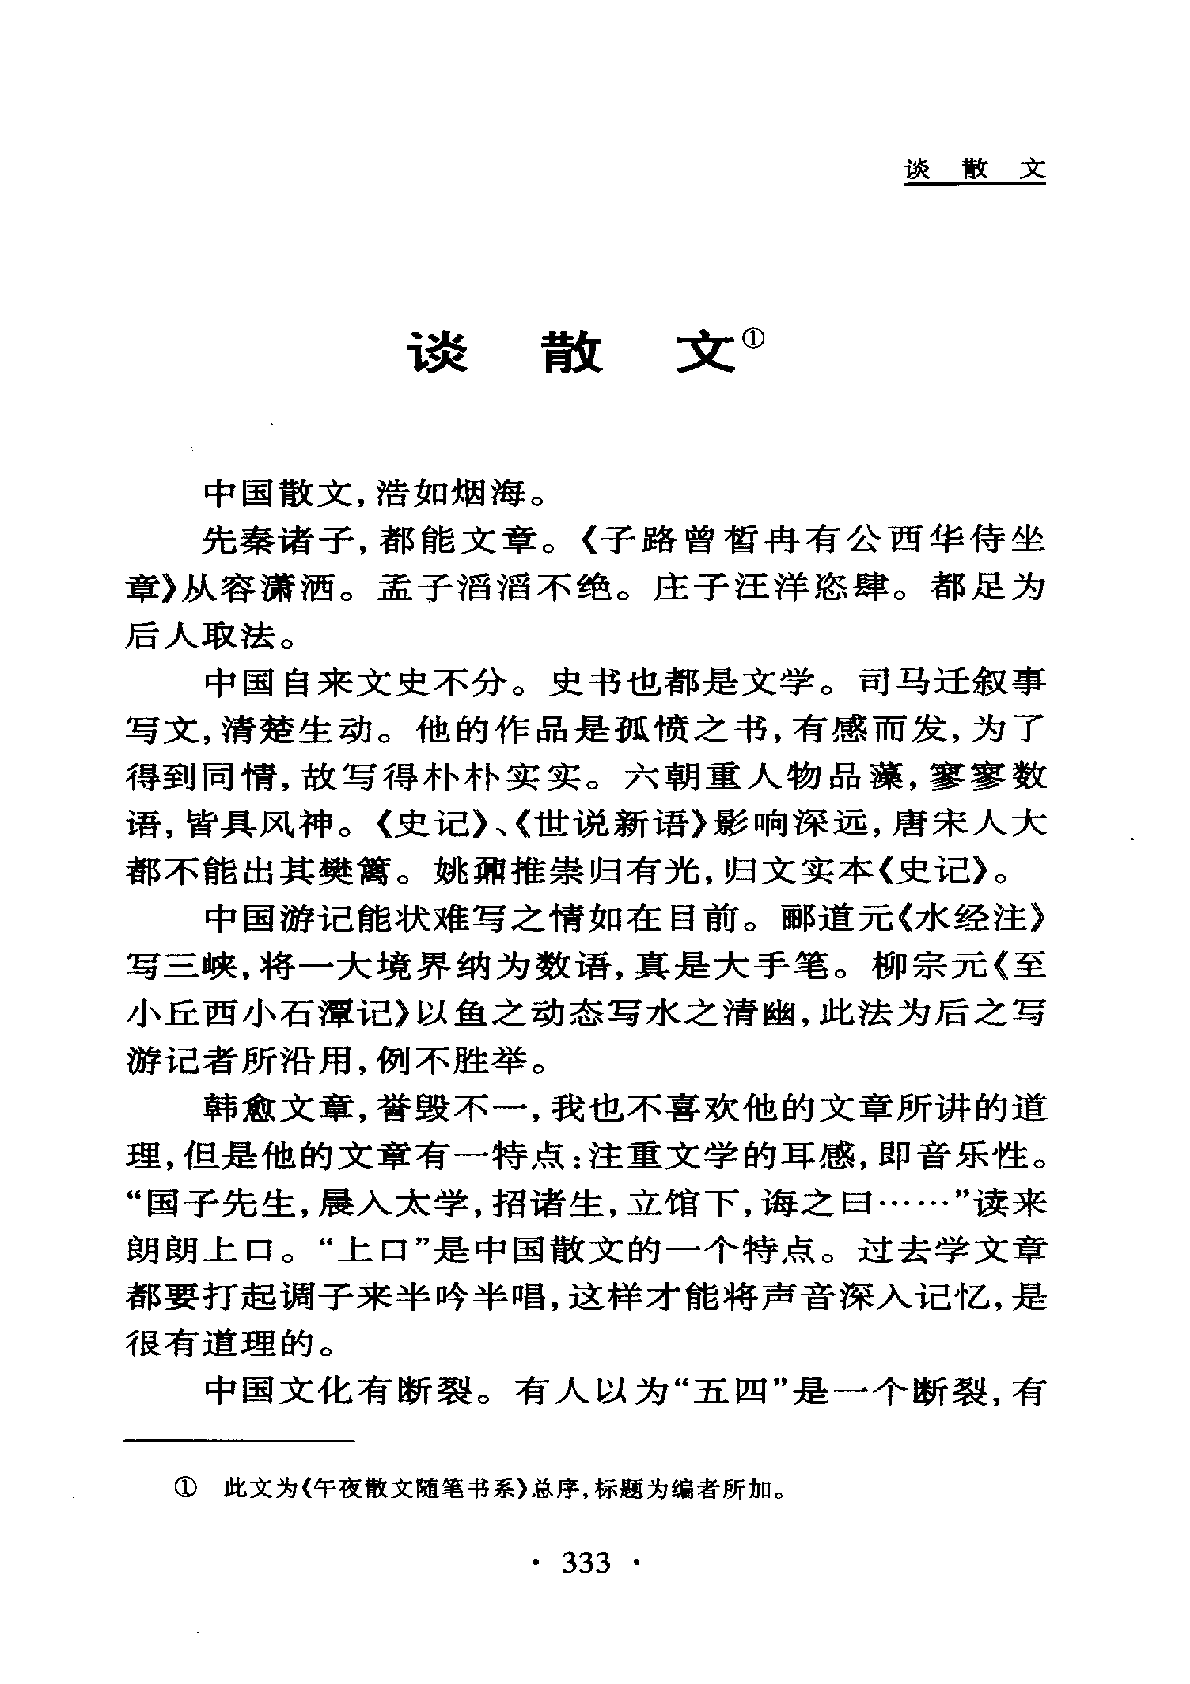 谈 散 文
谈 散 文①
中国散文,浩如烟海。
先秦诸子,都能文章。《子路曾皙冉有公西华侍坐
章》从容潇洒。孟子滔滔不绝。庄子汪洋恣肆。都足为
后人取法。
中国自来文史不分。史书也都是文学。司马迁叙事
写文,清楚生动。他的作品是孤愤之书,有感而发,为了
得到同情,故写得朴朴实实。六朝重人物品藻,寥寥数
语,皆具风神。《史记》、《世说新语》影响深远,唐宋人大
都不能出其樊篱。姚鼐推崇归有光,归文实本《史记》。
中国游记能状难写之情如在目前。郦道元《水经注》
写三峡,将一大境界纳为数语,真是大手笔。柳宗元《至
小丘西小石潭记》以鱼之动态写水之清幽,此法为后之写
游记者所沿用,例不胜举。
韩愈文章,誉毁不一,我也不喜欢他的文章所讲的道
理,但是他的文章有一特点:注重文学的耳感,即音乐性。
“国子先生,晨入太学,招诸生,立馆下,诲之曰……”读来
朗朗上口。“上口”是中国散文的一个特点。过去学文章
都要打起调子来半吟半唱,这样才能将声音深入记忆,是
很有道理的。
中国文化有断裂。有人以为“五四”是一个断裂,有
① 此文为《午夜散文随笔书系》总序,标题为编者所加。
· 333 ·